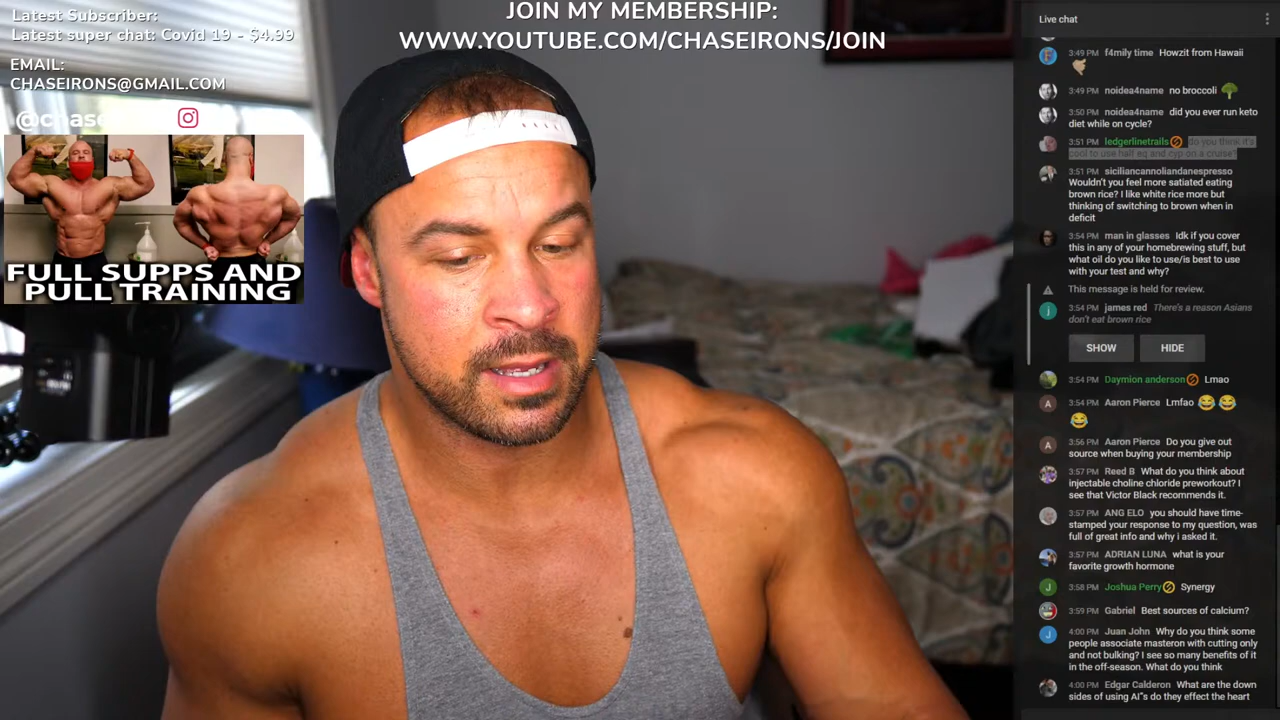 Latest Subscriber:
Latest super chat: Covid 19 - $4.99
EMAIL:
CHASEIRONS@GMAIL.COM
FULL SUPPS AND
PULL TRAINING
JOIN MY MEMBERSHIP:
WWW.YOUTUBE.COM/CHASEIRONS/JOIN
Live chat
3:49 PM f4mily time Howzit from Hawaii
3:49 PM noidea4name no broccoli
3:50 PM noidea4name did you ever run keto
diet while on cycle?
3:51 PM ledgerlinetrails do you think it's
cool to use half eq and cyp on a cruise?
3:51 PM siciliancannoliandanespresso
Wouldn't you feel more satiated eating
brown rice? I like white rice more but
thinking of switching to brown when in
deficit
3:54 PM man in glasses Idk if you cover
this in any of your homebrewing stuff, but
what oil do you like to use/is best to use
with your test and why?
This message is held for review.
3:54 PM james red There's a reason Asians
don't eat brown rice
SHOW HIDE
3:54 PM Daymion anderson Lmao
A 3:54 PM Aaron Pierce Lmfao
A 3:56 PM Aaron Pierce Do you give out
source when buying your membership
3:57 PM Reed B What do you think about
injectable choline chloride preworkout? I
see that Victor Black recommends it.
3:57 PM ANG ELO you should have time-
stamped your response to my question, was
full of great info and why i asked it.
3:57 PM ADRIAN LUNA what is your
favorite growth hormone
J 3:58 PM Joshua Perry Synergy
3:59 PM Gabriel Best sources of calcium?
J 4:00 PM Juan John Why do you think some
people associate masteron with cutting only
and not bulking? I see so many benefits of it
in the off-season. What do you think
4:00 PM Edgar Calderon What are the down
sides of using AI"s do they effect the heart